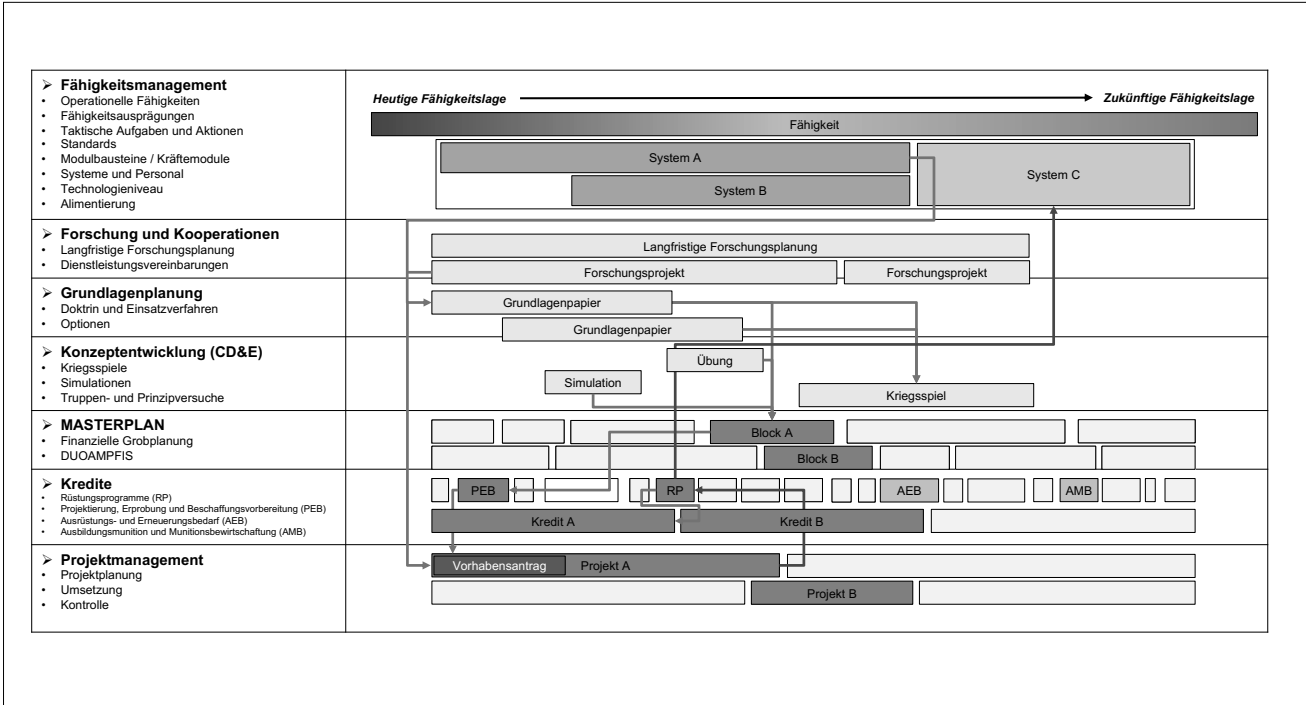 ➢ Fähigkeitsmanagement
• Operationelle Fähigkeiten
• Fähigkeitsausprägungen
• Taktische Aufgaben und Aktionen
• Standards
• Modulbausteine / Kräftemodule
• Systeme und Personal
• Technologieniveau
• Alimentierung
Heutige Fähigkeitslage
Zukünftige Fähigkeitslage
Fähigkeit
System A
System B
System C
➢ Forschung und Kooperationen
• Langfristige Forschungsplanung
• Dienstleistungsvereinbarungen
Langfristige Forschungsplanung
Forschungsprojekt
Forschungsprojekt
➢ Grundlagenplanung
• Doktrin und Einsatzverfahren
• Optionen
Grundlagenpapier
Grundlagenpapier
➢ Konzeptentwicklung (CD&E)
• Kriegsspiele
• Simulationen
• Truppen- und Prinzipversuche
Übung
Simulation
Kriegsspiel
➢ MASTERPLAN
• Finanzielle Grobplanung
• DUOAMPFIS
Block A
Block B
➢ Kredite
• Rüstungsprogramme (RP)
• Projektierung, Erprobung und Beschaffungsvorbereitung (PEB)
• Ausrüstungs- und Erneuerungsbedarf (AEB)
• Ausbildungsmunition und Munitionsbewirtschaftung (AMB)
PEB
RP
AEB
AMB
Kredit A
Kredit B
➢ Projektmanagement
• Projektplanung
• Umsetzung
• Kontrolle
Vorhabensantrag
Projekt A
Projekt B